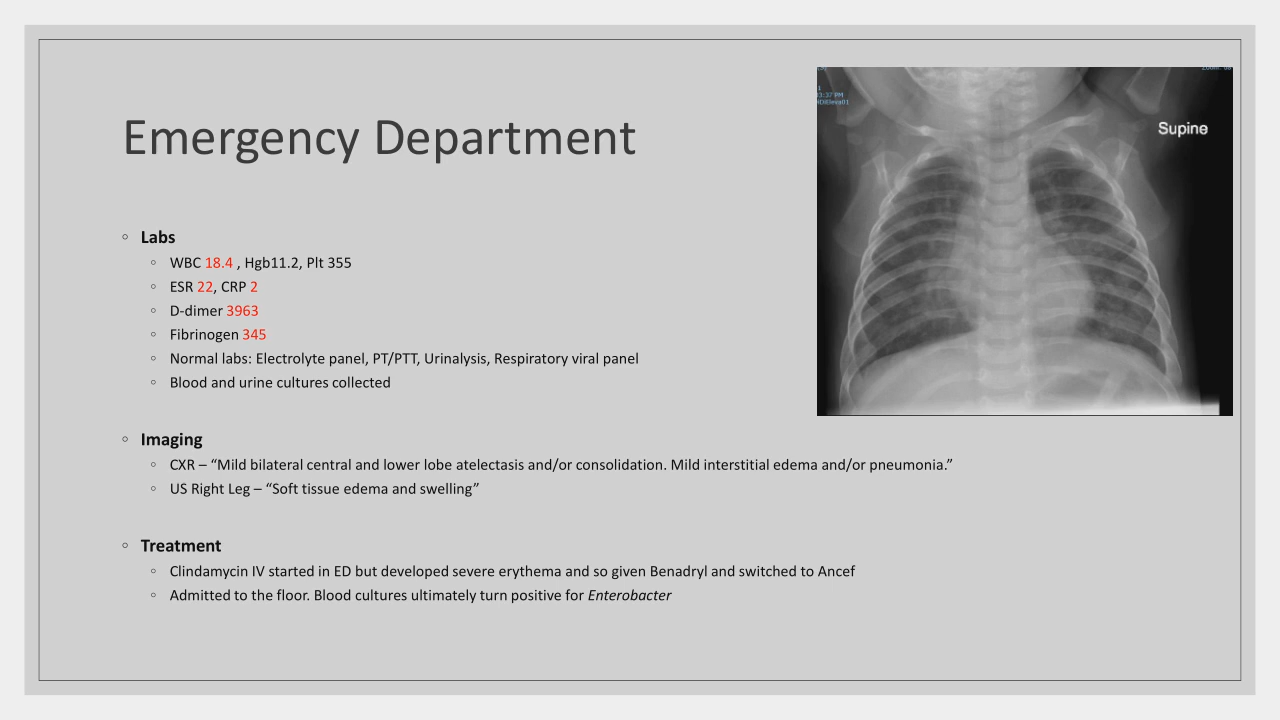 Emergency Department
Supine
Labs
WBC 18.4 , Hgb11.2, Plt 355
ESR 22, CRP 2
D-dimer 3963
Fibrinogen 345
Normal labs: Electrolyte panel, PT/PTT, Urinalysis, Respiratory viral panel
Blood and urine cultures collected
Imaging
CXR – “Mild bilateral central and lower lobe atelectasis and/or consolidation. Mild interstitial edema and/or pneumonia.”
US Right Leg – “Soft tissue edema and swelling”
Treatment
Clindamycin IV started in ED but developed severe erythema and so given Benadryl and switched to Ancef
Admitted to the floor. Blood cultures ultimately turn positive for Enterobacter